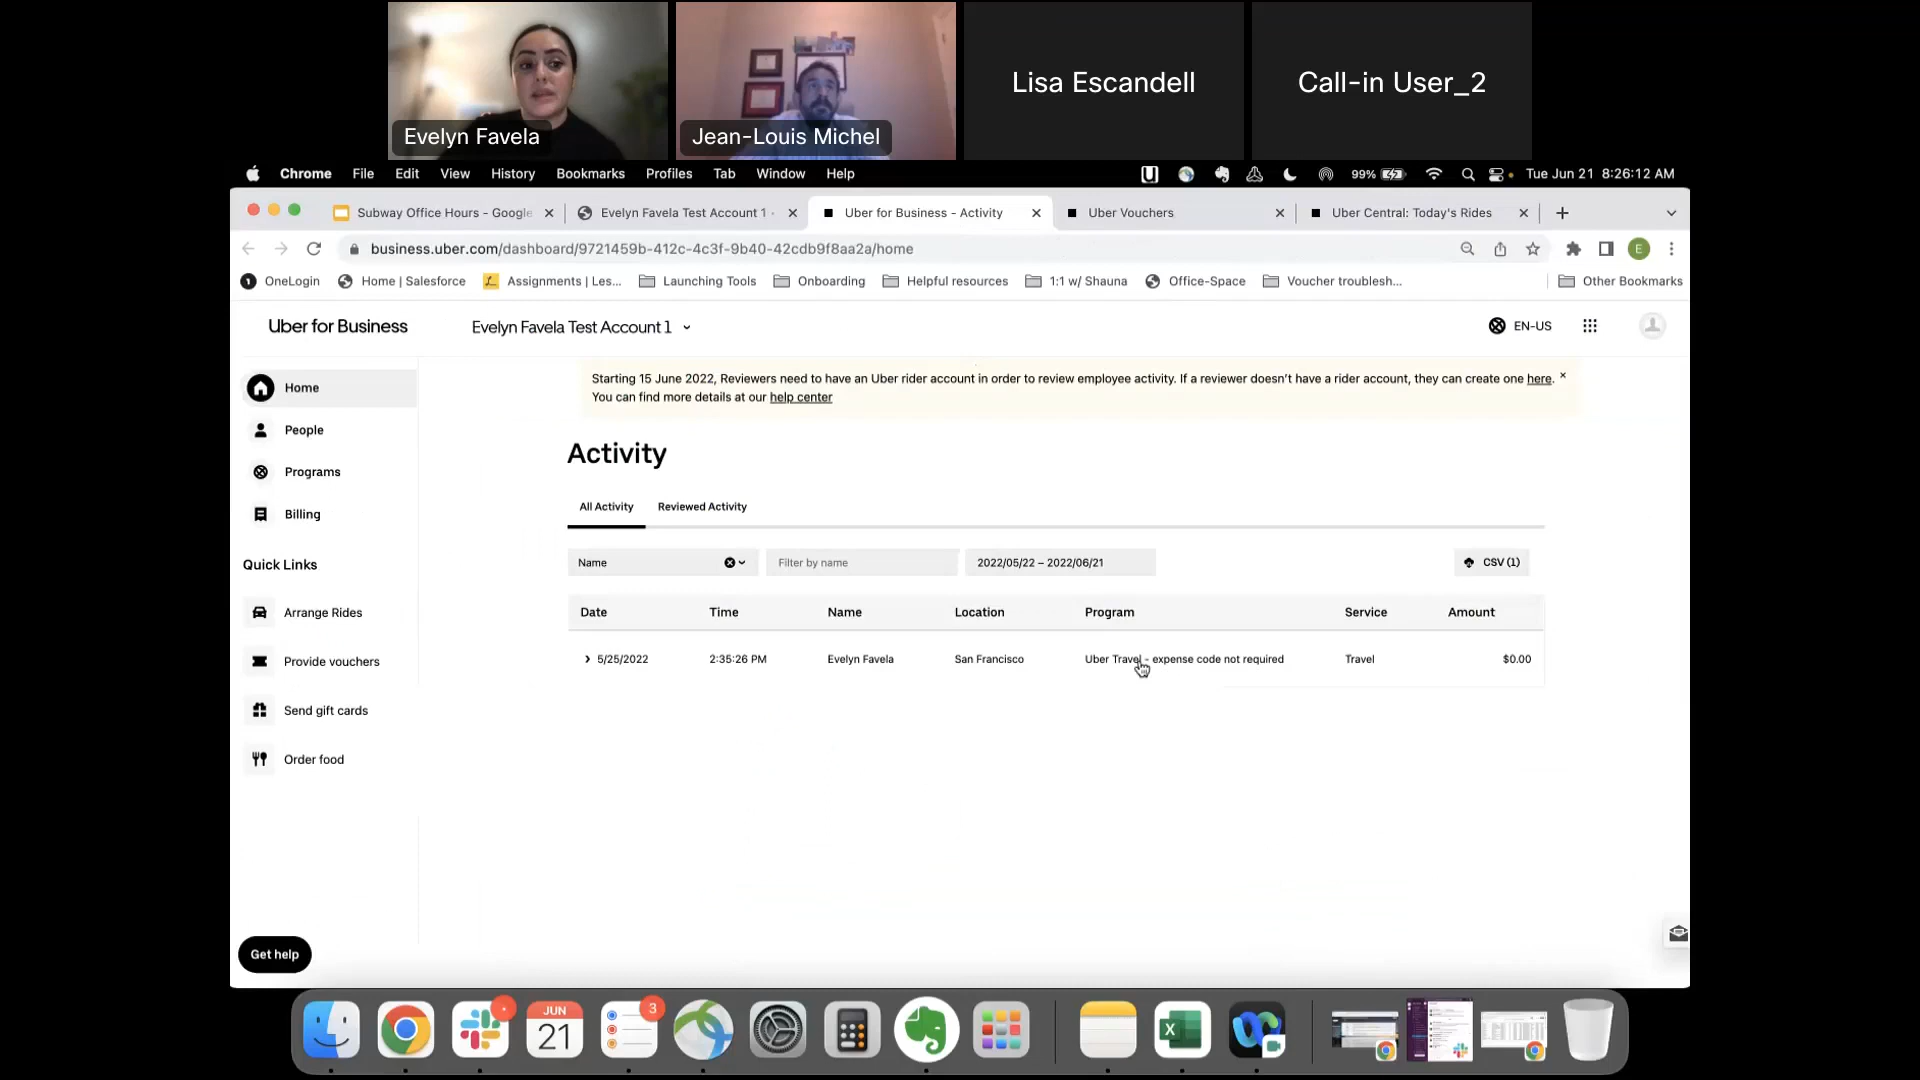 Evelyn Favela
Jean-Louis Michel
Lisa Escandell
Call-in User_2
Chrome File Edit View History Bookmarks Profiles Tab Window Help
99% Tue Jun 21 8:26:12 AM
Subway Office Hours - Google
Evelyn Favela Test Account 1 -
Uber for Business - Activity
Uber Vouchers
Uber Central: Today's Rides
business.uber.com/dashboard/9721459b-412c-4c3f-9b40-42cdb9f8aa2a/home
E
OneLogin
Home | Salesforce
Assignments | Les...
Launching Tools
Onboarding
Helpful resources
1:1 w/ Shauna
Office-Space
Voucher troublesh...
Other Bookmarks
Uber for Business
Evelyn Favela Test Account 1
EN-US
Home
People
Programs
Billing
Quick Links
Arrange Rides
Provide vouchers
Send gift cards
Order food
Get help
Starting 15 June 2022, Reviewers need to have an Uber rider account in order to review employee activity. If a reviewer doesn't have a rider account, they can create one here.
You can find more details at our help center
Activity
All Activity Reviewed Activity
Name
Filter by name
2022/05/22 – 2022/06/21
CSV (1)
Date Time Name Location Program Service Amount
5/25/2022 2:35:26 PM Evelyn Favela San Francisco Uber Travel - expense code not required Travel $0.00
JUN
21
3